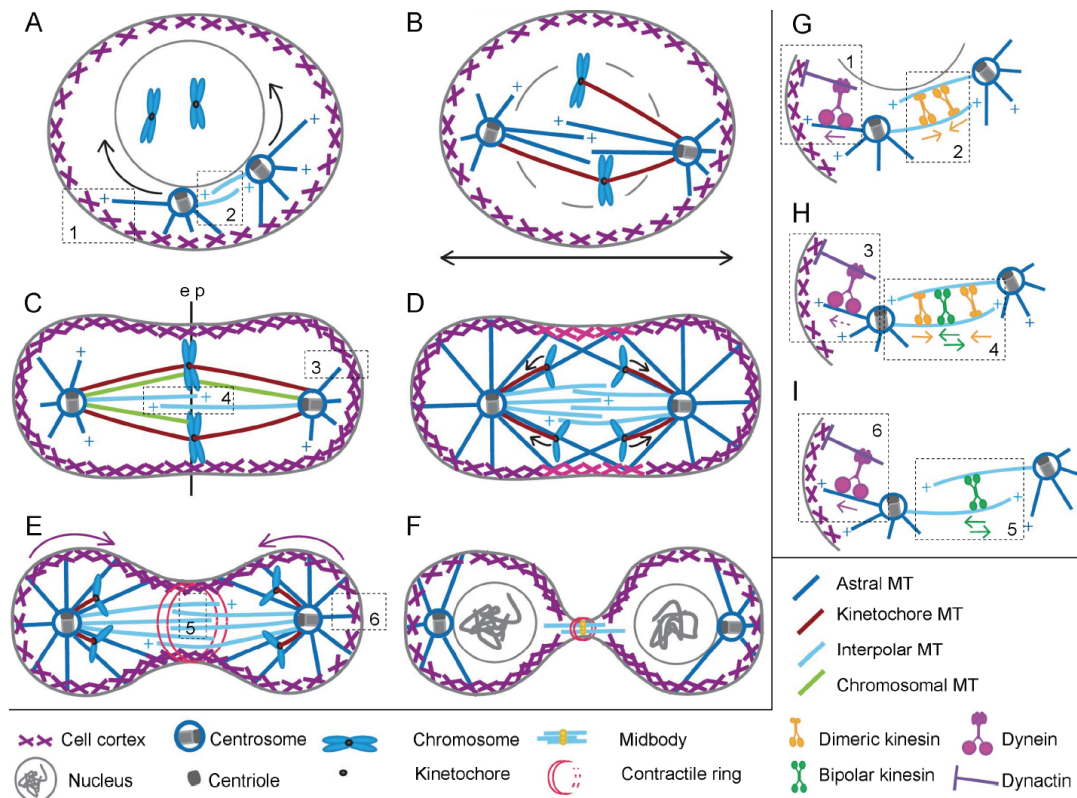 A
+
+
+
+
1
2
B
+
+
C
e p
+
+
+
+
3
4
D
E
+
+
5
6
F
G
1
+
+
+
2
H
3
+
+
+
4
I
6
+
+
+
+
5
Astral MT
Kinetochore MT
Interpolar MT
Chromosomal MT
Cell cortex
Centrosome
Chromosome
Midbody
Dimeric kinesin
Dynein
Nucleus
Centriole
Kinetochore
Contractile ring
Bipolar kinesin
Dynactin